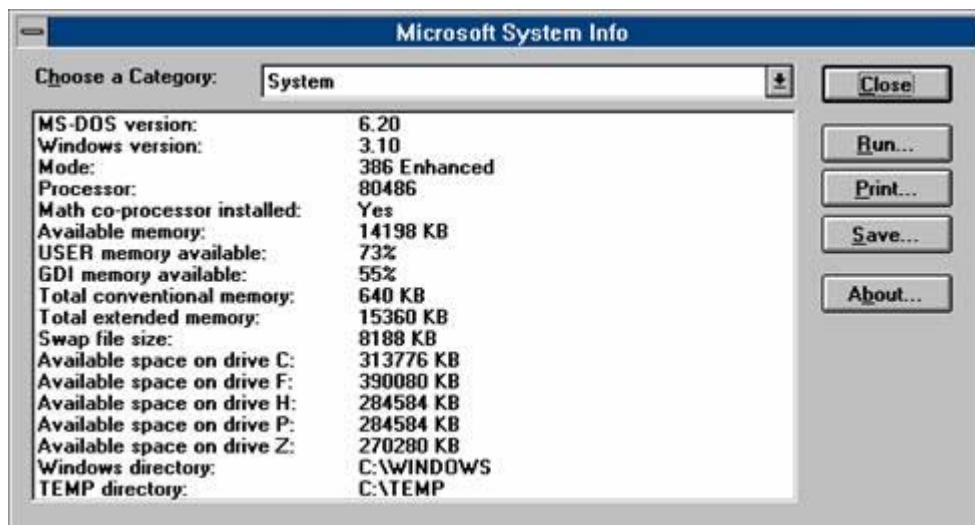 Microsoft System Info
Choose a Category: System
Close
MS-DOS version: 6.20
Windows version: 3.10
Run...
Mode: 386 Enhanced
Processor: 80486
Print...
Math co-processor installed: Yes
Available memory: 14198 KB
Save...
USER memory available: 73%
GDI memory available: 55%
Total conventional memory: 640 KB
About...
Total extended memory: 15360 KB
Swap file size: 8188 KB
Available space on drive C: 313776 KB
Available space on drive F: 390080 KB
Available space on drive H: 284584 KB
Available space on drive P: 284584 KB
Available space on drive Z: 270280 KB
Windows directory: C:\WINDOWS
TEMP directory: C:\TEMP